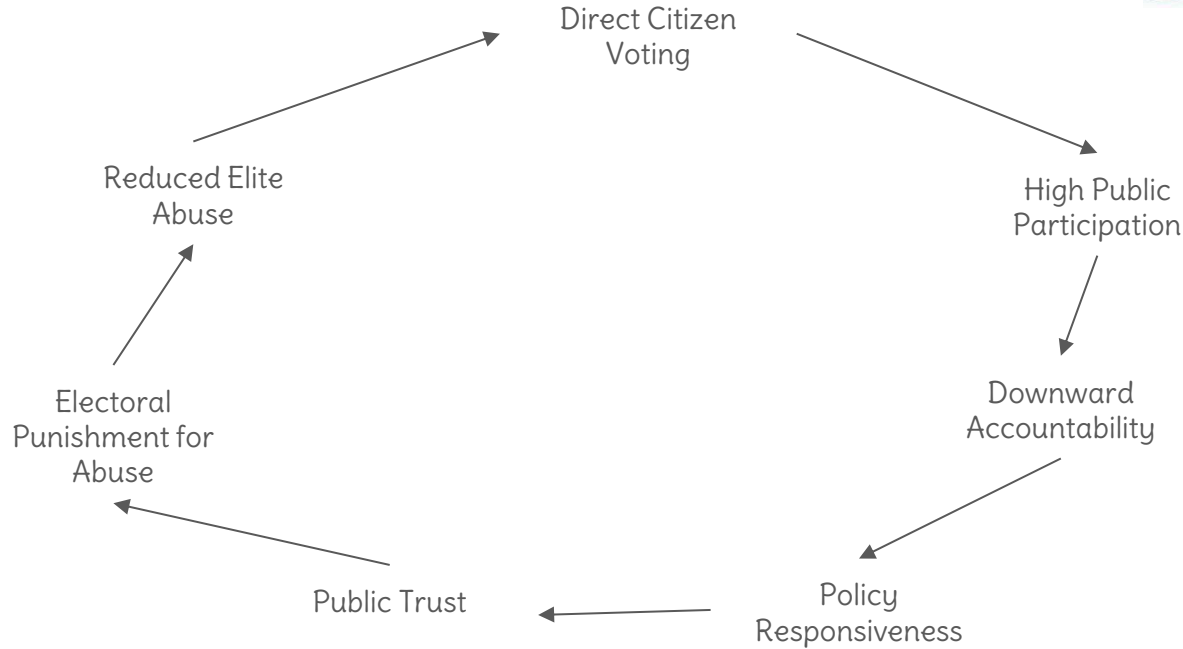 Direct Citizen
Voting
High Public
Participation
Downward
Accountability
Policy
Responsiveness
Public Trust
Electoral
Punishment for
Abuse
Reduced Elite
Abuse